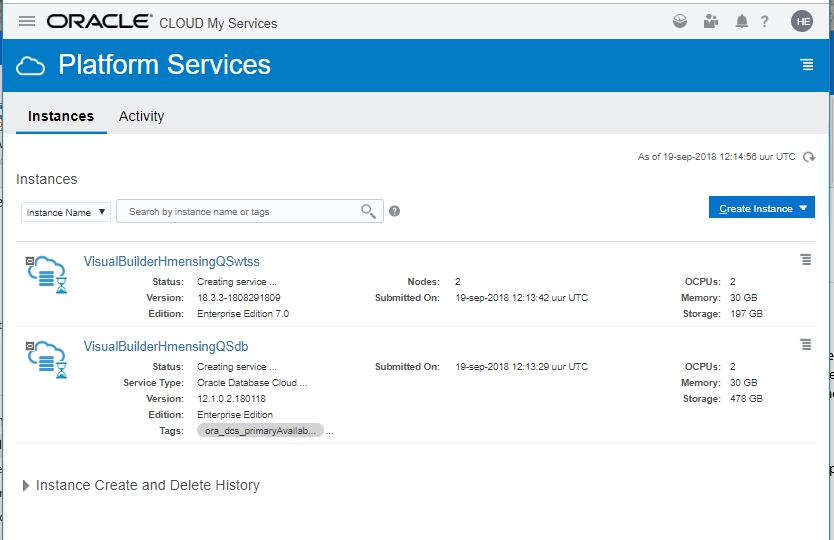 ORACLE® CLOUD My Services
HE
Platform Services
Instances Activity
As of 19-sep-2018 12:14:56 uur UTC
Instances
Instance Name ▼ Search by instance name or tags
Create Instance
VisualBuilderHmensingQSwtss
Status: Creating service ... Nodes: 2 OCPUs: 2
Version: 18.3.3-1808291809 Submitted On: 19-sep-2018 12:13:42 uur UTC Memory: 30 GB
Edition: Enterprise Edition 7.0 Storage: 197 GB
VisualBuilderHmensingQSdb
Status: Creating service ... Submitted On: 19-sep-2018 12:13:29 uur UTC OCPUs: 2
Service Type: Oracle Database Cloud ... Memory: 30 GB
Version: 12.1.0.2.180118 Storage: 478 GB
Edition: Enterprise Edition
Tags: ora_dcs_primaryAvailab... ...
Instance Create and Delete History